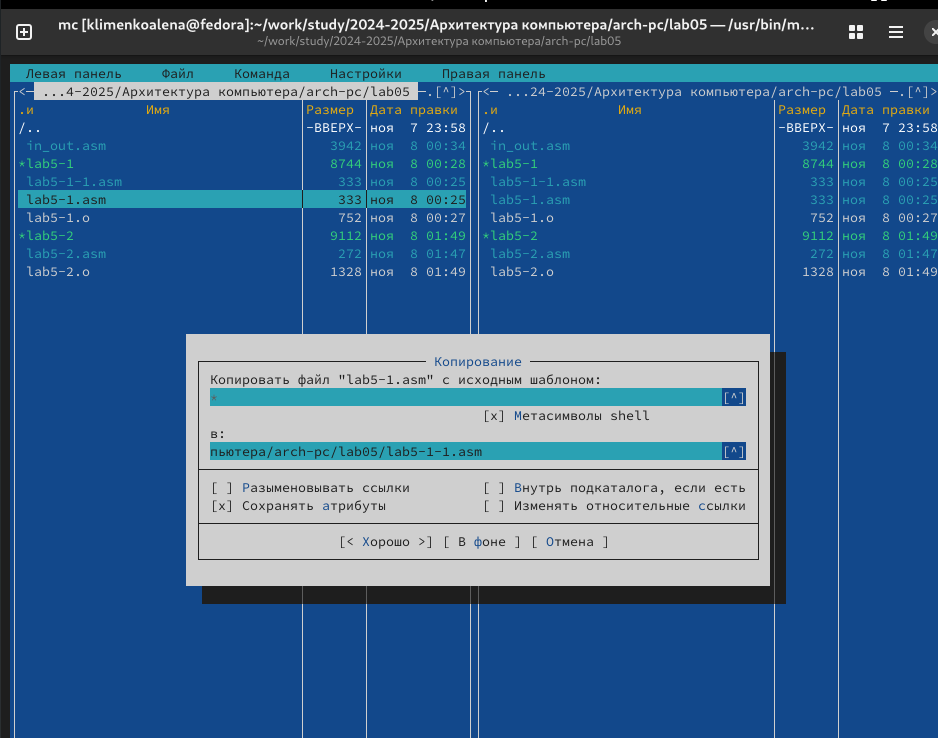 mc [klimenkoalena@fedora]:~/work/study/2024-2025/Архитектура компьютера/arch-pc/lab05 — /usr/bin/m...
~/work/study/2024-2025/Архитектура компьютера/arch-pc/lab05
Левая панель Файл Команда Настройки Правая панель
<— ...4-2025/Архитектура компьютера/arch-pc/lab05 —.[^]> <— ...24-2025/Архитектура компьютера/arch-pc/lab05 —.[^]>
.и Имя Размер Дата правки .и Имя Размер Дата правки
/.. -ВВЕРХ- ноя 7 23:58 /.. -ВВЕРХ- ноя 7 23:58
in_out.asm 3942 ноя 8 00:34 in_out.asm 3942 ноя 8 00:34
*lab5-1 8744 ноя 8 00:28 *lab5-1 8744 ноя 8 00:28
lab5-1-1.asm 333 ноя 8 00:25 lab5-1-1.asm 333 ноя 8 00:25
lab5-1.asm 333 ноя 8 00:25 lab5-1.asm 333 ноя 8 00:25
lab5-1.o 752 ноя 8 00:27 lab5-1.o 752 ноя 8 00:27
*lab5-2 9112 ноя 8 01:49 *lab5-2 9112 ноя 8 01:49
lab5-2.asm 272 ноя 8 01:47 lab5-2.asm 272 ноя 8 01:47
lab5-2.o 1328 ноя 8 01:49 lab5-2.o 1328 ноя 8 01:49
Копирование
Копировать файл "lab5-1.asm" с исходным шаблоном:
* [^]
[x] Метасимволы shell
в:
пьютера/arch-pc/lab05/lab5-1-1.asm [^]
[ ] Разыменовывать ссылки [ ] Внутрь подкаталога, если есть
[x] Сохранять атрибуты [ ] Изменять относительные ссылки
[< Хорошо >] [ В фоне ] [ Отмена ]